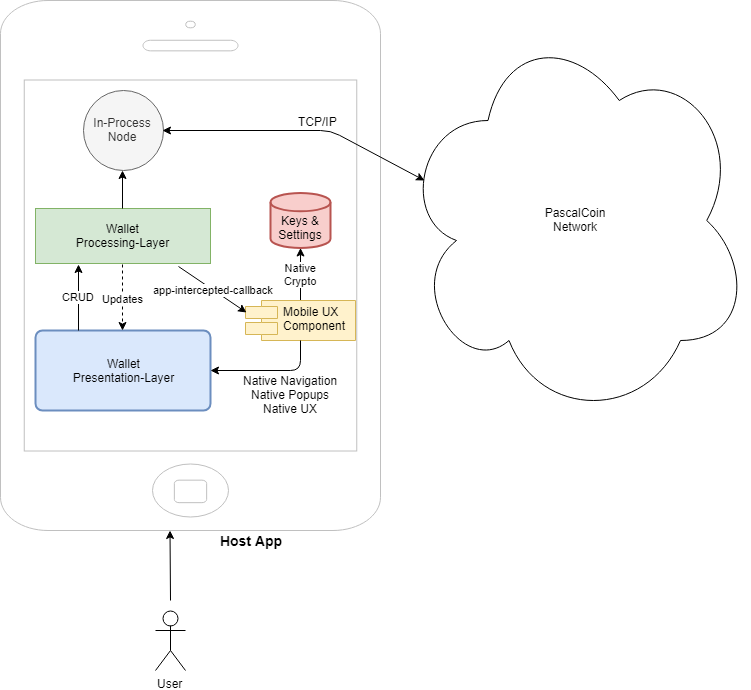 In-Process
Node
TCP/IP
PascalCoin
Network
Wallet
Processing-Layer
Keys &
Settings
Native
Crypto
app-intercepted-callback
CRUD
Updates
Mobile UX
Component
Wallet
Presentation-Layer
Native Navigation
Native Popups
Native UX
Host App
User